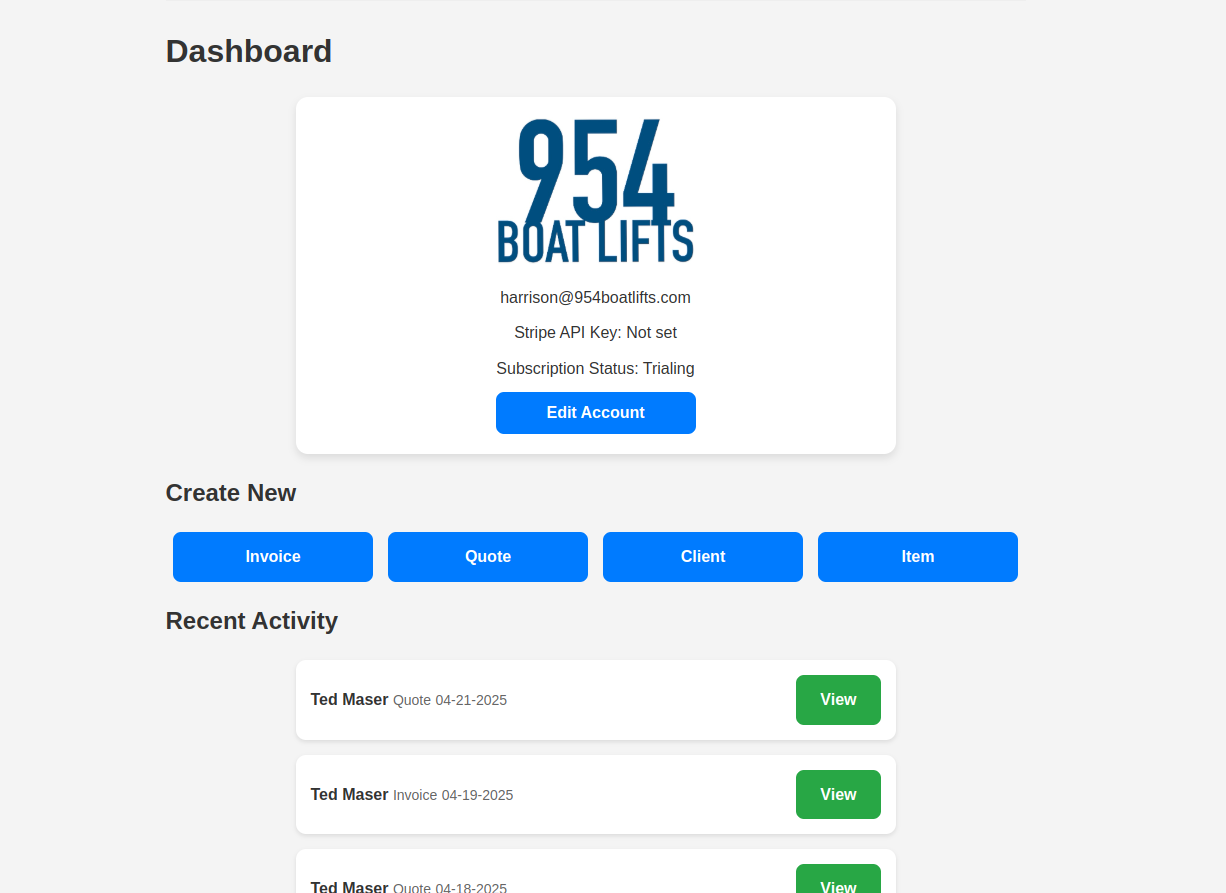 Dashboard
954
BOAT LIFTS
harrison@954boatlifts.com
Stripe API Key: Not set
Subscription Status: Trialing
Edit Account
Create New
Invoice Quote Client Item
Recent Activity
Ted Maser Quote 04-21-2025 View
Ted Maser Invoice 04-19-2025 View
Ted Maser Quote 04-18-2025 View